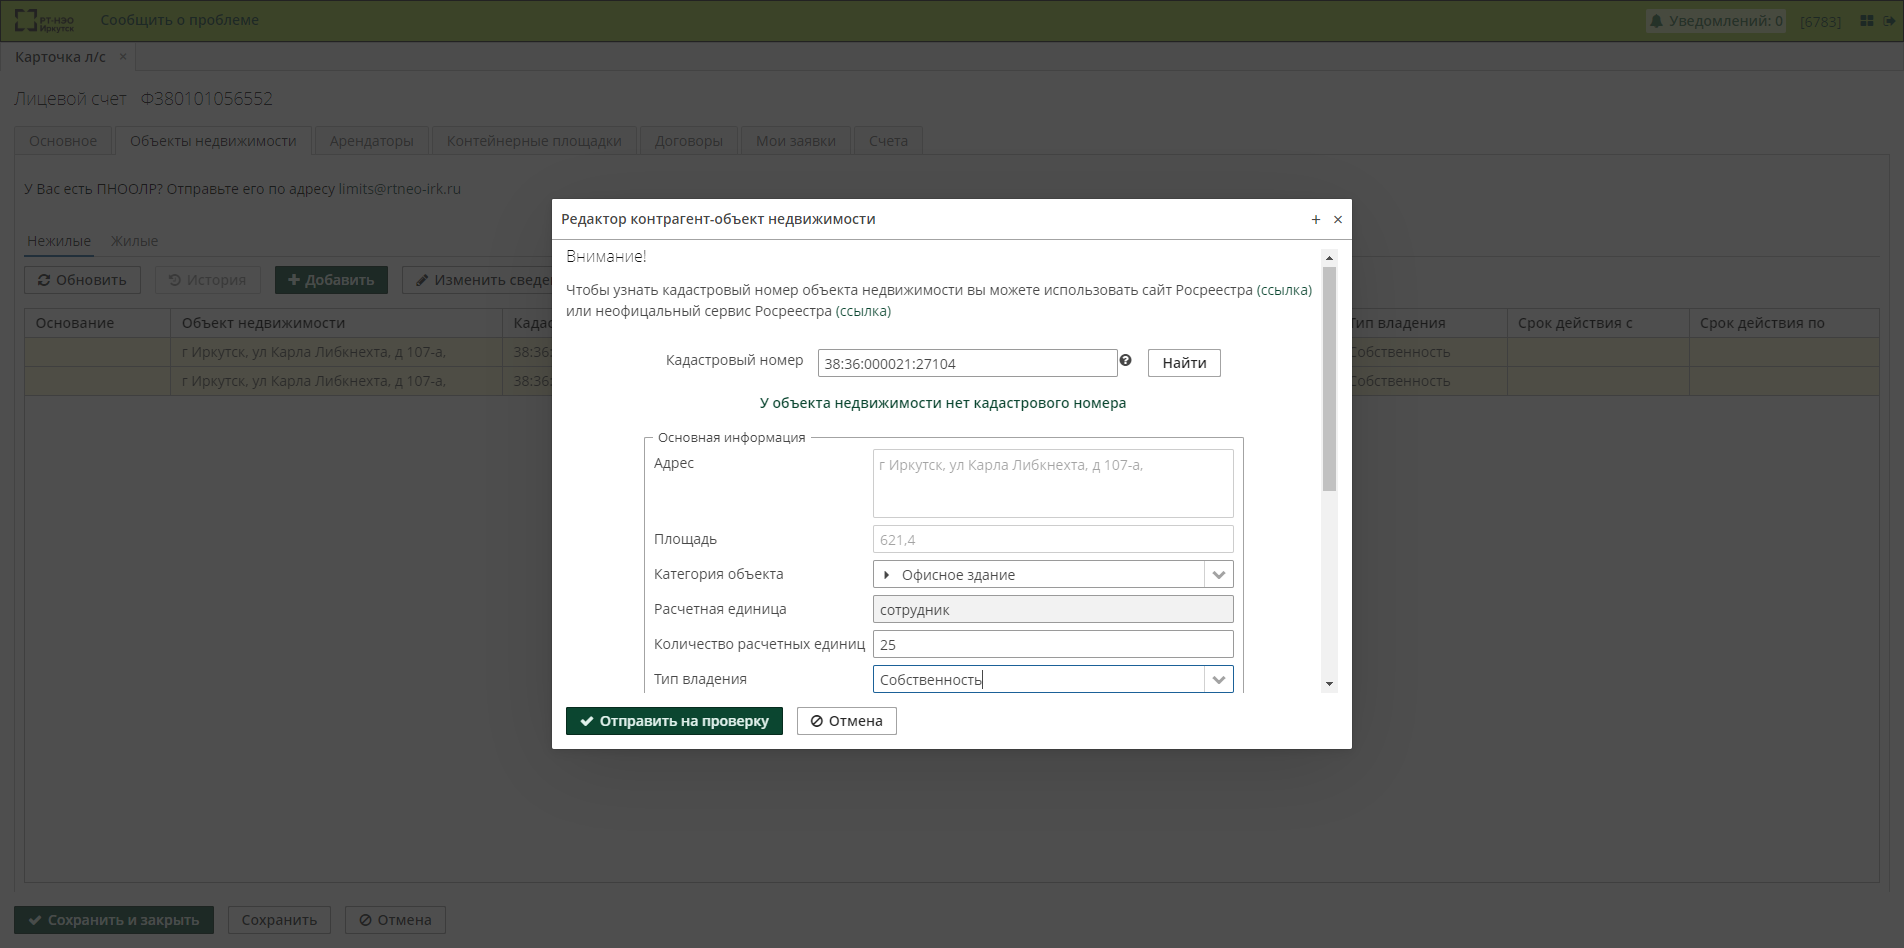 РТ-НЭО
Иркутск
Сообщить о проблеме
Уведомлений: 0
[6783]
Карточка л/с ×
Лицевой счет Ф380101056552
Основное
Объекты недвижимости
Арендаторы
Контейнерные площадки
Договоры
Мои заявки
Счета
У Вас есть ПНООЛР? Отправьте его по адресу limits@rtneo-irk.ru
Нежилые
Жилые
Обновить
История
Добавить
Изменить сведе
Основание
Объект недвижимости
Кадас
Тип владения
Срок действия с
Срок действия по
г Иркутск, ул Карла Либкнехта, д 107-а,
38:36:
Собственность
г Иркутск, ул Карла Либкнехта, д 107-а,
38:36:
Собственность
Редактор контрагент-объект недвижимости
+ ×
Внимание!
Чтобы узнать кадастровый номер объекта недвижимости вы можете использовать сайт Росреестра (ссылка)
или неофицальный сервис Росреестра (ссылка)
Кадастровый номер
38:36:000021:27104
Найти
У объекта недвижимости нет кадастрового номера
Основная информация
Адрес
г Иркутск, ул Карла Либкнехта, д 107-а,
Площадь
621,4
Категория объекта
Офисное здание
Расчетная единица
сотрудник
Количество расчетных единиц
25
Тип владения
Собственность
Отправить на проверку
Отмена
Сохранить и закрыть
Сохранить
Отмена